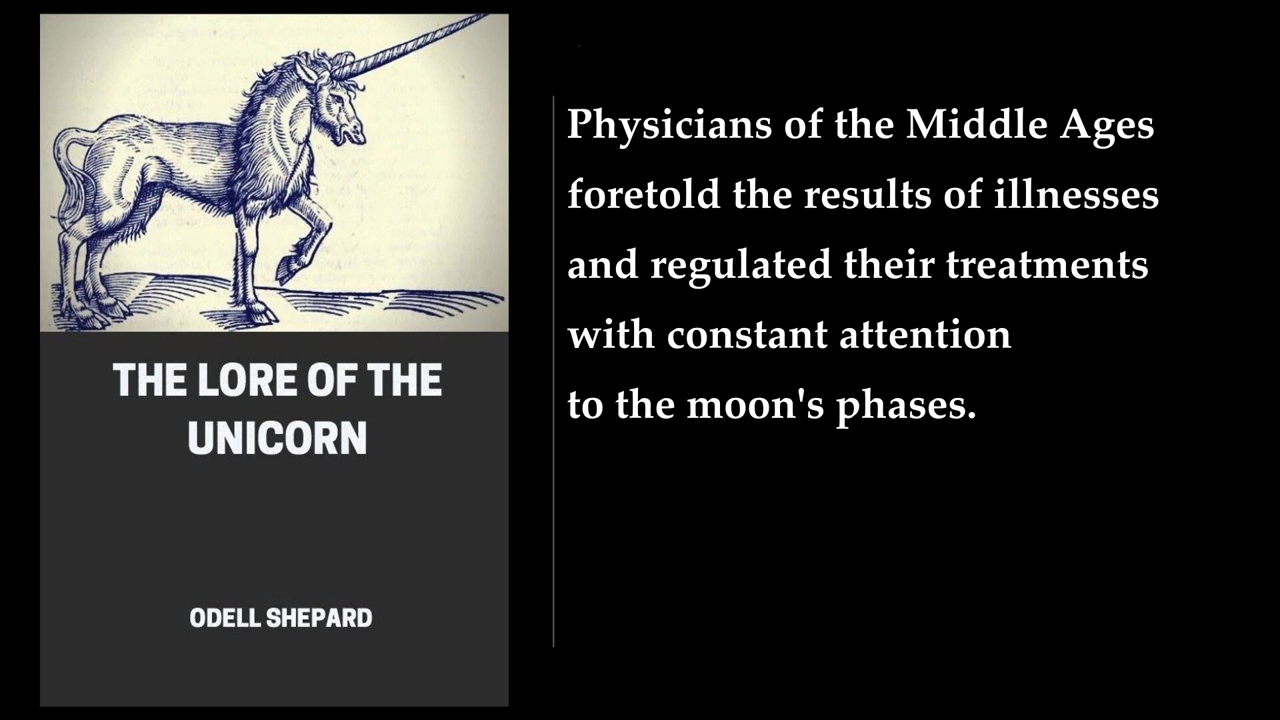 THE LORE OF THE
UNICORN
ODELL SHEPARD
Physicians of the Middle Ages
foretold the results of illnesses
and regulated their treatments
with constant attention
to the moon's phases.